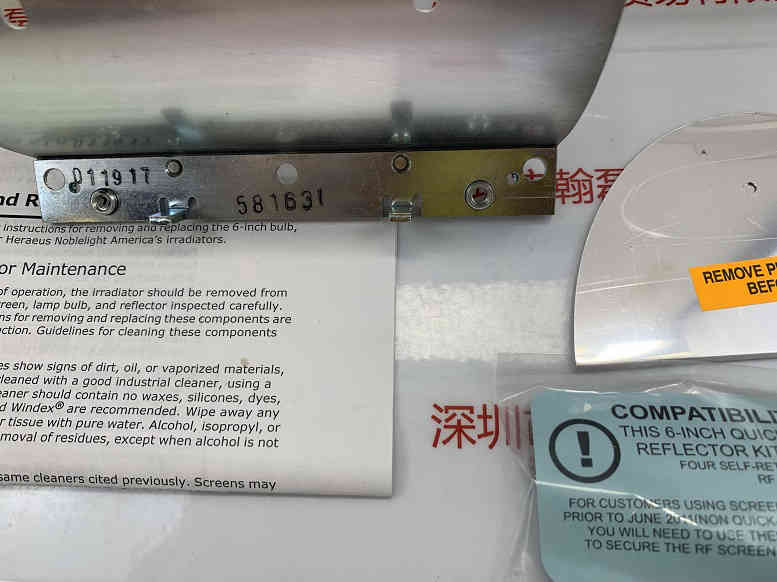 D11917
581631
instructions for removing and replacing the 6-inch bulb,
Heraeus Noblelight America's irradiators.
or Maintenance
of operation, the irradiator should be removed from
reen, lamp bulb, and reflector inspected carefully.
ns for removing and replacing these components are
ction. Guidelines for cleaning these components
es show signs of dirt, oil, or vaporized materials,
leaned with a good industrial cleaner, using a
eaner should contain no waxes, silicones, dyes,
d Windex® are recommended. Wipe away any
r tissue with pure water. Alcohol, isopropyl, or
moval of residues, except when alcohol is not
same cleaners cited previously. Screens may
翰磊
深圳
REMOVE P
BEF
COMPATIBILI
THIS 6-INCH QUIC
REFLECTOR KIT
FOUR SELF-RET
RF
FOR CUSTOMERS USING SCREE
PRIOR TO JUNE 2011(NON QUICK
YOU WILL NEED TO USE THE
TO SECURE THE RF SCREEN